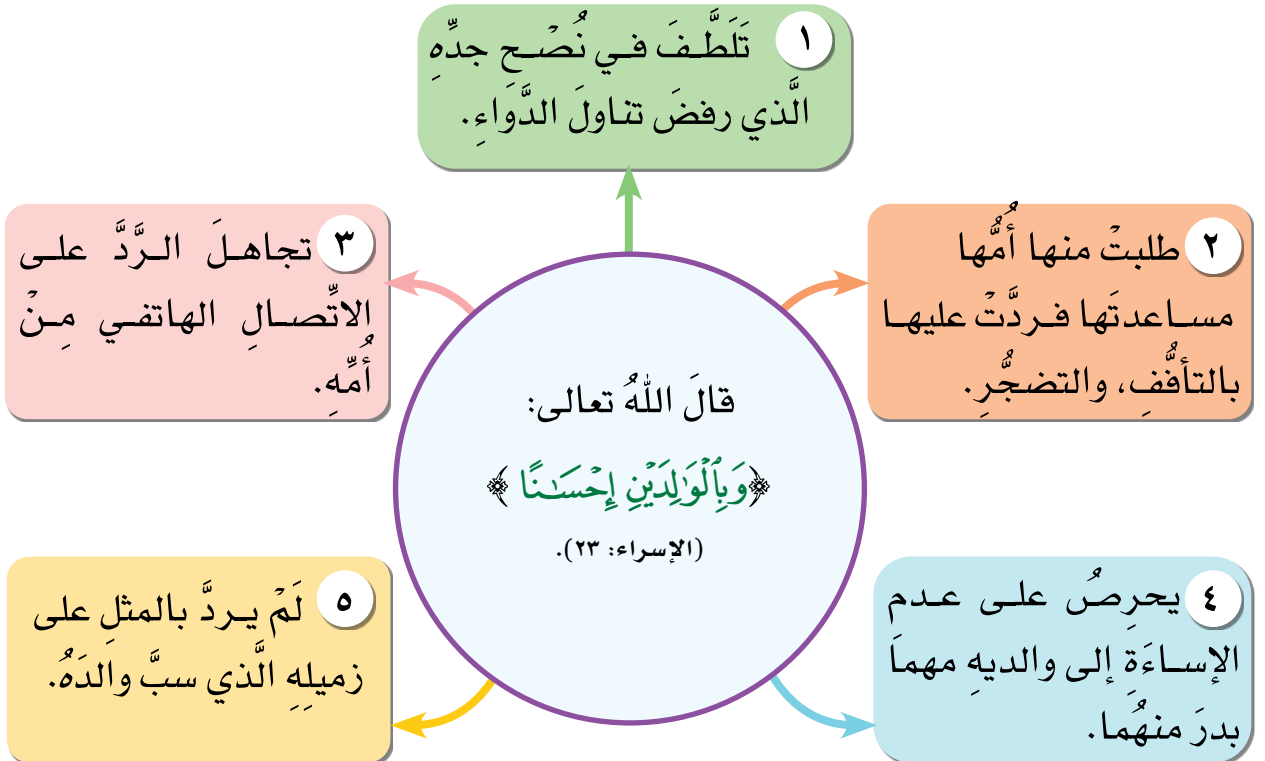 ١ تَلَطَّفَ في نُصْحِ جدِّهِ
الَّذي رفضَ تناولَ الدَّوَاءِ.
٢ طلبتْ منها أُمُّها
مساعدتَها فردَّتْ عليها
بالتأفُّفِ، والتضجُّرِ.
٣ تجاهلَ الرَّدَّ على
الاتِّصالِ الهاتفي مِنْ
أُمِّهِ.
قالَ اللهُ تعالى:
﴿وَبِٱلۡوَٰلِدَيۡنِ إِحۡسَٰنًا ﴾
(الإسراء: ٢٣).
٤ يحرِصُ على عدم
الإساءَةِ إلى والديهِ مهما
بدرَ منهُما.
٥ لَمْ يردَّ بالمثلِ على
زميلِهِ الَّذي سبَّ والدَهُ.